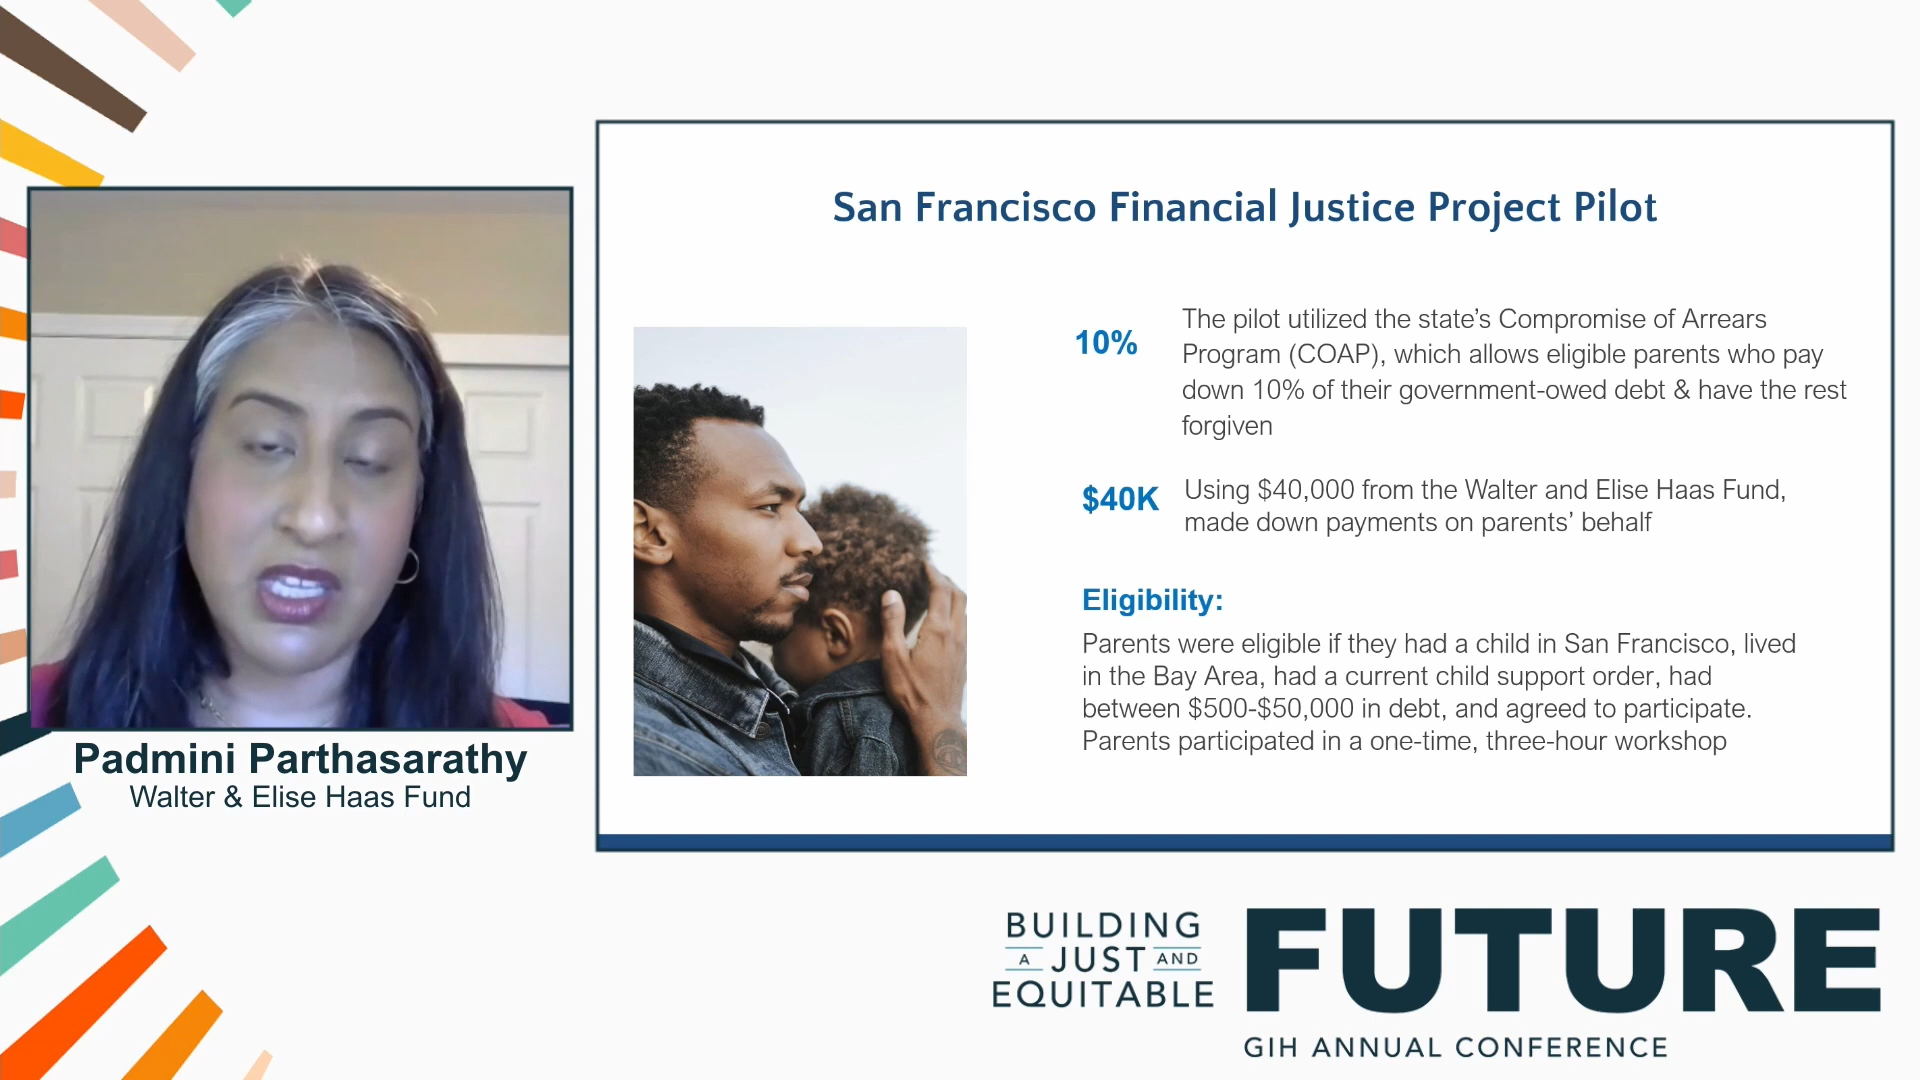 San Francisco Financial Justice Project Pilot
10%
The pilot utilized the state’s Compromise of Arrears
Program (COAP), which allows eligible parents who pay
down 10% of their government-owed debt & have the rest
forgiven
$40K
Using $40,000 from the Walter and Elise Haas Fund,
made down payments on parents’ behalf
Eligibility:
Parents were eligible if they had a child in San Francisco, lived
in the Bay Area, had a current child support order, had
between $500-$50,000 in debt, and agreed to participate.
Parents participated in a one-time, three-hour workshop
Padmini Parthasarathy
Walter & Elise Haas Fund
BUILDING
A JUST AND
EQUITABLE
FUTURE
GIH ANNUAL CONFERENCE